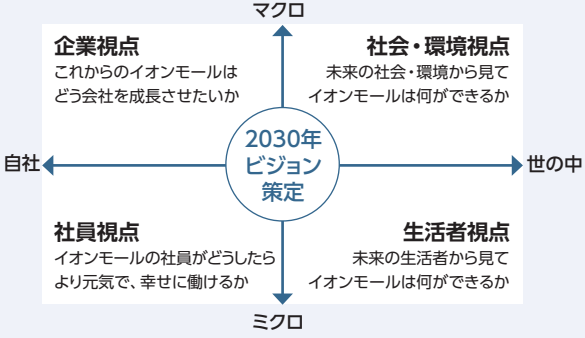 マクロ
企業視点
これからのイオンモールは
どう会社を成長させたいか
社会・環境視点
未来の社会・環境から見て
イオンモールは何ができるか
自社
2030年
ビジョン
策定
世の中
社員視点
イオンモールの社員がどうしたら
より元気で、幸せに働けるか
生活者視点
未来の生活者から見て
イオンモールは何ができるか
ミクロ